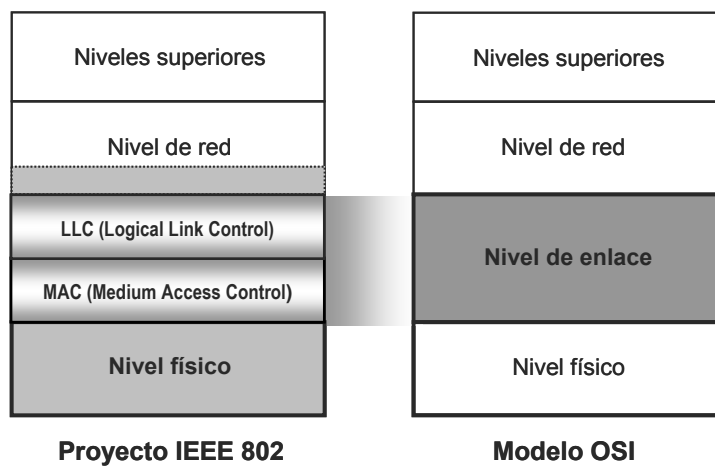 Niveles superiores
Nivel de red
LLC (Logical Link Control)
MAC (Medium Access Control)
Nivel físico
Proyecto IEEE 802
Niveles superiores
Nivel de red
Nivel de enlace
Nivel físico
Modelo OSI